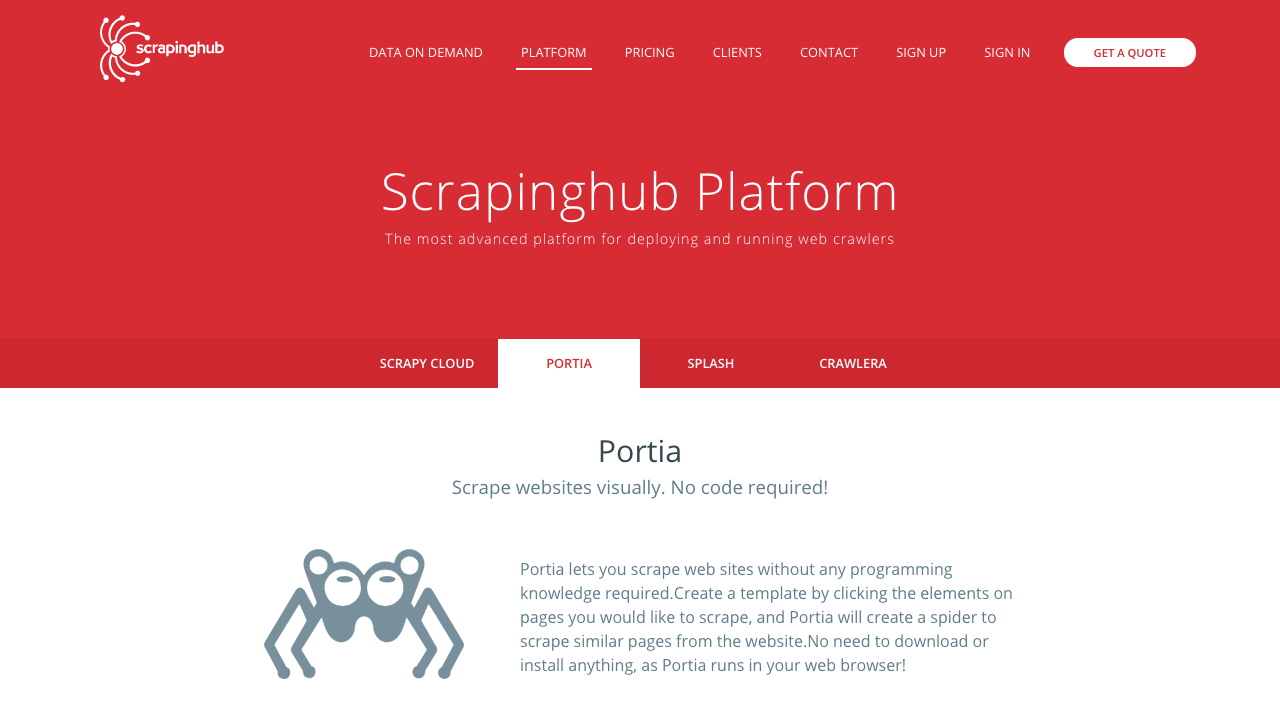 scrapinghub
DATA ON DEMAND PLATFORM PRICING CLIENTS CONTACT SIGN UP SIGN IN GET A QUOTE
Scrapinghub Platform
The most advanced platform for deploying and running web crawlers
SCRAPY CLOUD PORTIA SPLASH CRAWLERA
Portia
Scrape websites visually. No code required!
Portia lets you scrape web sites without any programming
knowledge required.Create a template by clicking the elements on
pages you would like to scrape, and Portia will create a spider to
scrape similar pages from the website.No need to download or
install anything, as Portia runs in your web browser!